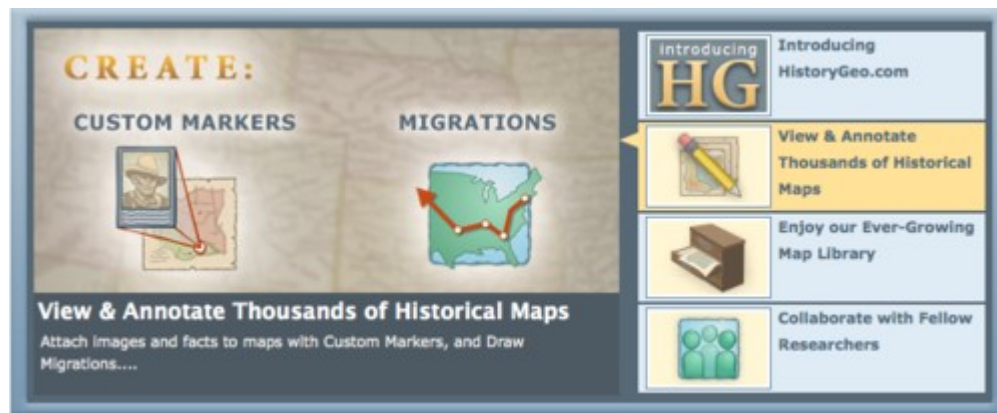 CREATE:
CUSTOM MARKERS
MIGRATIONS
View & Annotate Thousands of Historical Maps
Attach images and facts to maps with Custom Markers, and Draw
Migrations....
introducing
HG
Introducing
HistoryGeo.com
View & Annotate
Thousands of Historical
Maps
Enjoy our Ever-Growing
Map Library
Collaborate with Fellow
Researchers